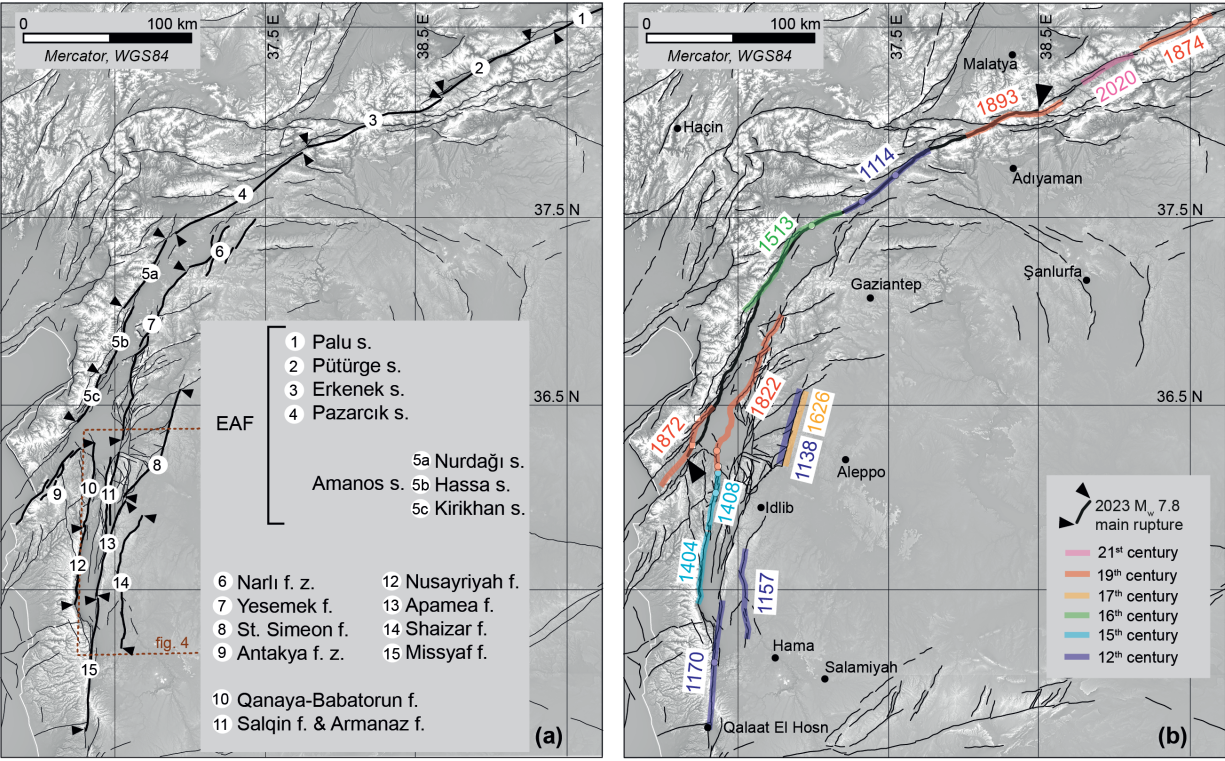 0 100 km
Mercator, WGS84
37.5 E
38.5 E
1
2
3
4
5a
5b
5c
6
7
8
9
10
11
12
13
14
15
fig. 4
EAF
1 Palu s.
2 Pütürge s.
3 Erkenek s.
4 Pazarcık s.
Amanos s.
5a Nurdağı s.
5b Hassa s.
5c Kirikhan s.
6 Narlı f. z.
7 Yesemek f.
8 St. Simeon f.
9 Antakya f. z.
12 Nusayriyah f.
13 Apamea f.
14 Shaizar f.
15 Missyaf f.
10 Qanaya-Babatorun f.
11 Salqin f. & Armanaz f.
(a)
37.5 N
36.5 N
0 100 km
Mercator, WGS84
37.5 E
38.5 E
Malatya
1874
2020
1893
Haçin
1114
Adıyaman
37.5 N
1513
Gaziantep
Şanlurfa
36.5 N
1822
1872
1626
1138
Aleppo
1408
Idlib
1404
1157
Hama
Salamiyah
1170
Qalaat El Hosn
2023 Mw 7.8
main rupture
21st century
19th century
17th century
16th century
15th century
12th century
(b)